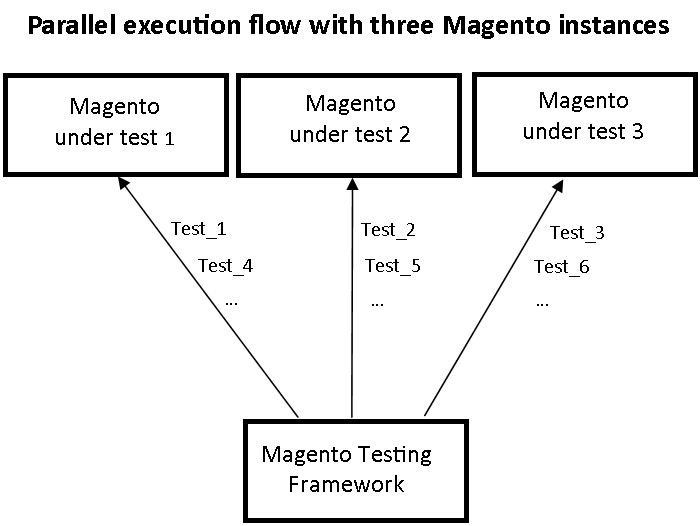 Parallel execution flow with three Magento instances
Magento
under test 1
Magento
under test 2
Magento
under test 3
Test_1
Test_4
...
Test_2
Test_5
...
Test_3
Test_6
...
Magento Testing
Framework